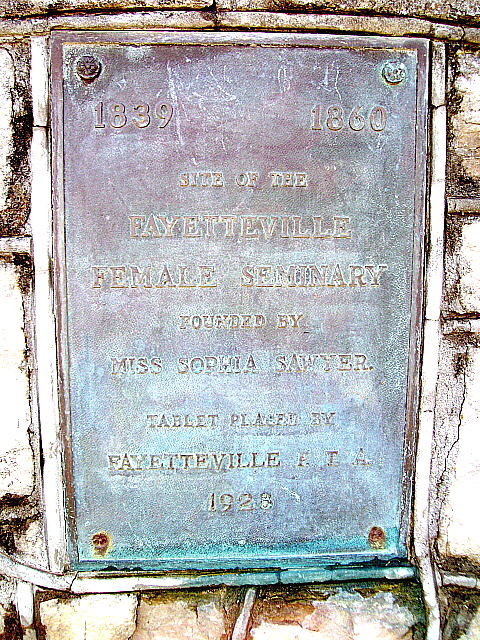 1839 1860
SITE OF THE
FAYETTEVILLE
FEMALE SEMINARY
FOUNDED BY
MISS SOPHIA SAWYER.
TABLET PLACED BY
FAYETTEVILLE P. T. A.
1928